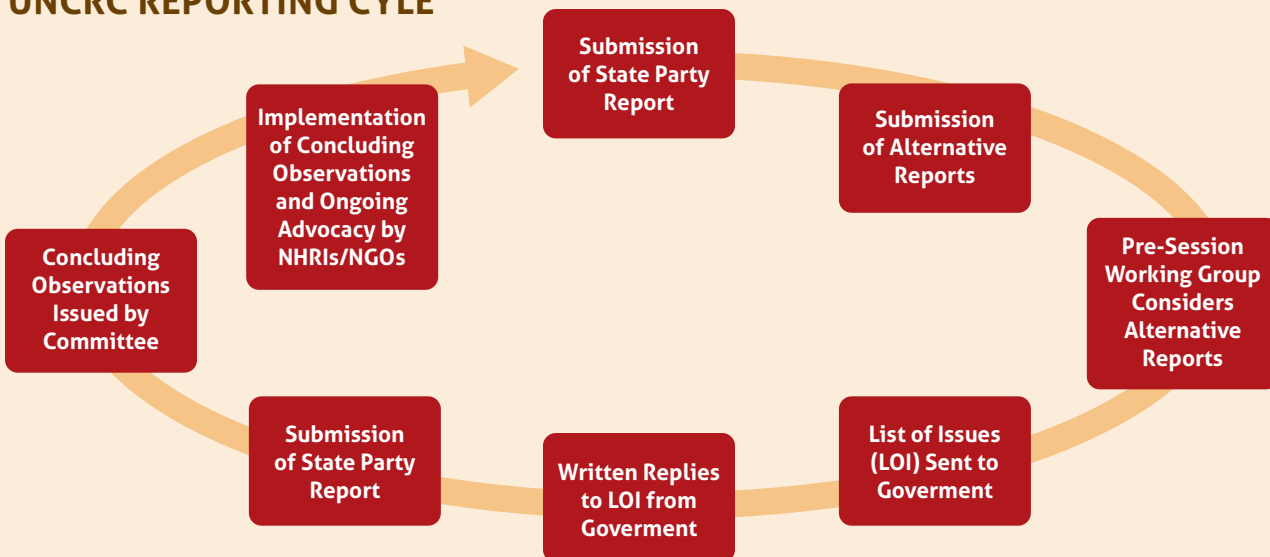 UNCRC REPORTING CYLE
Submission
of State Party
Report
Submission
of Alternative
Reports
Pre-Session
Working Group
Considers
Alternative
Reports
List of Issues
(LOI) Sent to
Goverment
Written Replies
to LOI from
Goverment
Submission
of State Party
Report
Concluding
Observations
Issued by
Committee
Implementation
of Concluding
Observations
and Ongoing
Advocacy by
NHRIs/NGOs